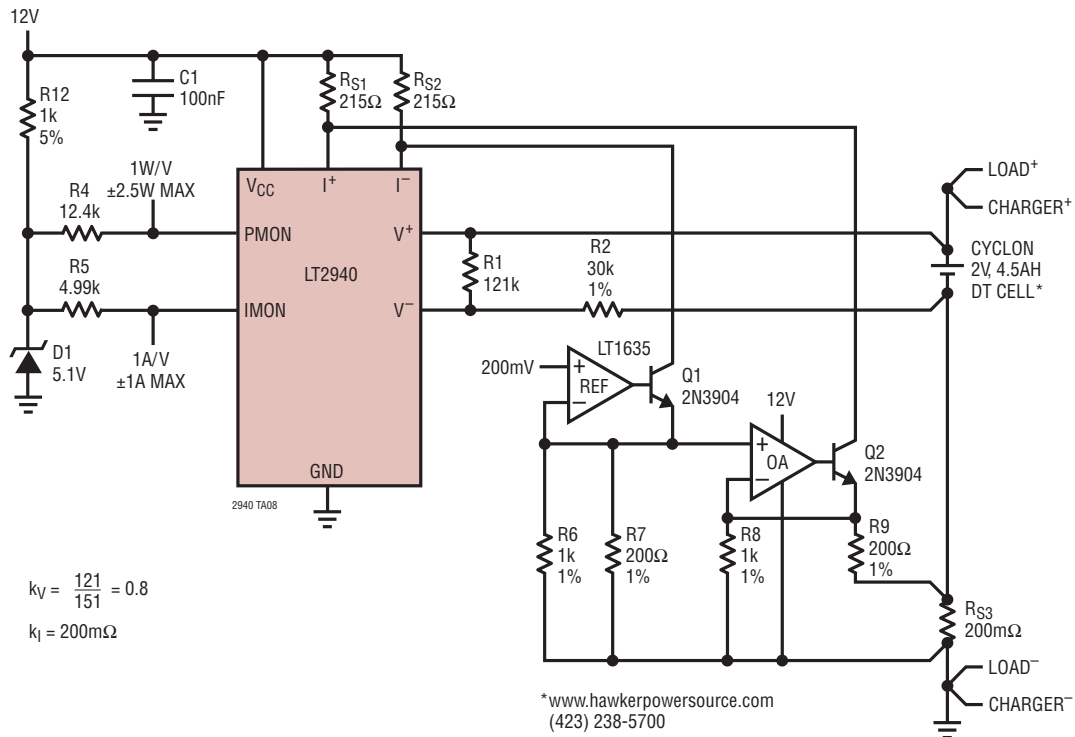 12V
R12
1k
5%
C1
100nF
RS1
215Ω
RS2
215Ω
1W/V
±2.5W MAX
R4
12.4k
R5
4.99k
1A/V
±1A MAX
D1
5.1V
VCC
I+
I−
PMON
V+
LT2940
IMON
V−
GND
2940 TA08
R1
121k
R2
30k
1%
LOAD+
CHARGER+
CYCLON
2V, 4.5AH
DT CELL*
200mV
LT1635
+
REF
−
Q1
2N3904
12V
+
OA
−
Q2
2N3904
R6
1k
1%
R7
200Ω
1%
R8
1k
1%
R9
200Ω
1%
RS3
200mΩ
LOAD−
CHARGER−
kV = 121/151 = 0.8
kI = 200mΩ
*www.hawkerpowersource.com
(423) 238-5700